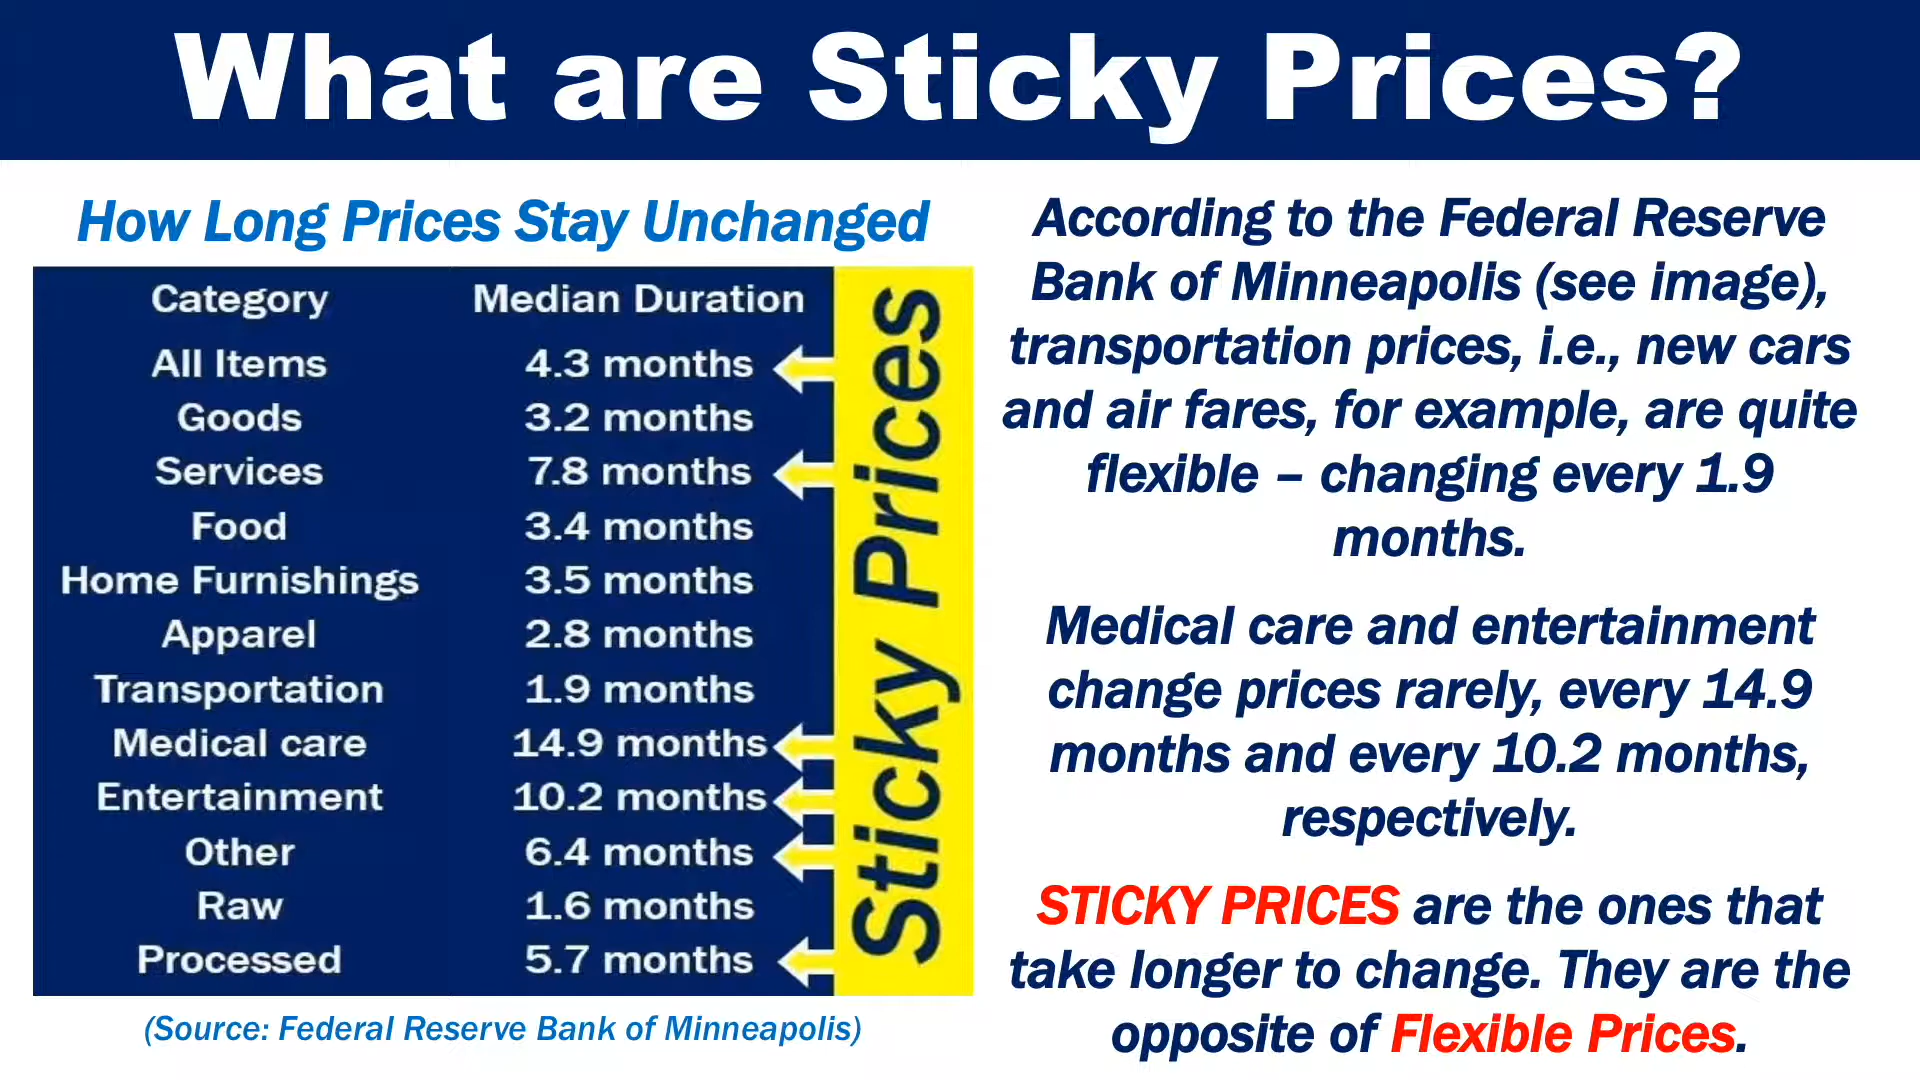 What are Sticky Prices?
How Long Prices Stay Unchanged
Category Median Duration
All Items 4.3 months
Goods 3.2 months
Services 7.8 months
Food 3.4 months
Home Furnishings 3.5 months
Apparel 2.8 months
Transportation 1.9 months
Medical care 14.9 months
Entertainment 10.2 months
Other 6.4 months
Raw 1.6 months
Processed 5.7 months
Sticky Prices
(Source: Federal Reserve Bank of Minneapolis)
According to the Federal Reserve
Bank of Minneapolis (see image),
transportation prices, i.e., new cars
and air fares, for example, are quite
flexible – changing every 1.9
months.
Medical care and entertainment
change prices rarely, every 14.9
months and every 10.2 months,
respectively.
STICKY PRICES are the ones that
take longer to change. They are the
opposite of Flexible Prices.